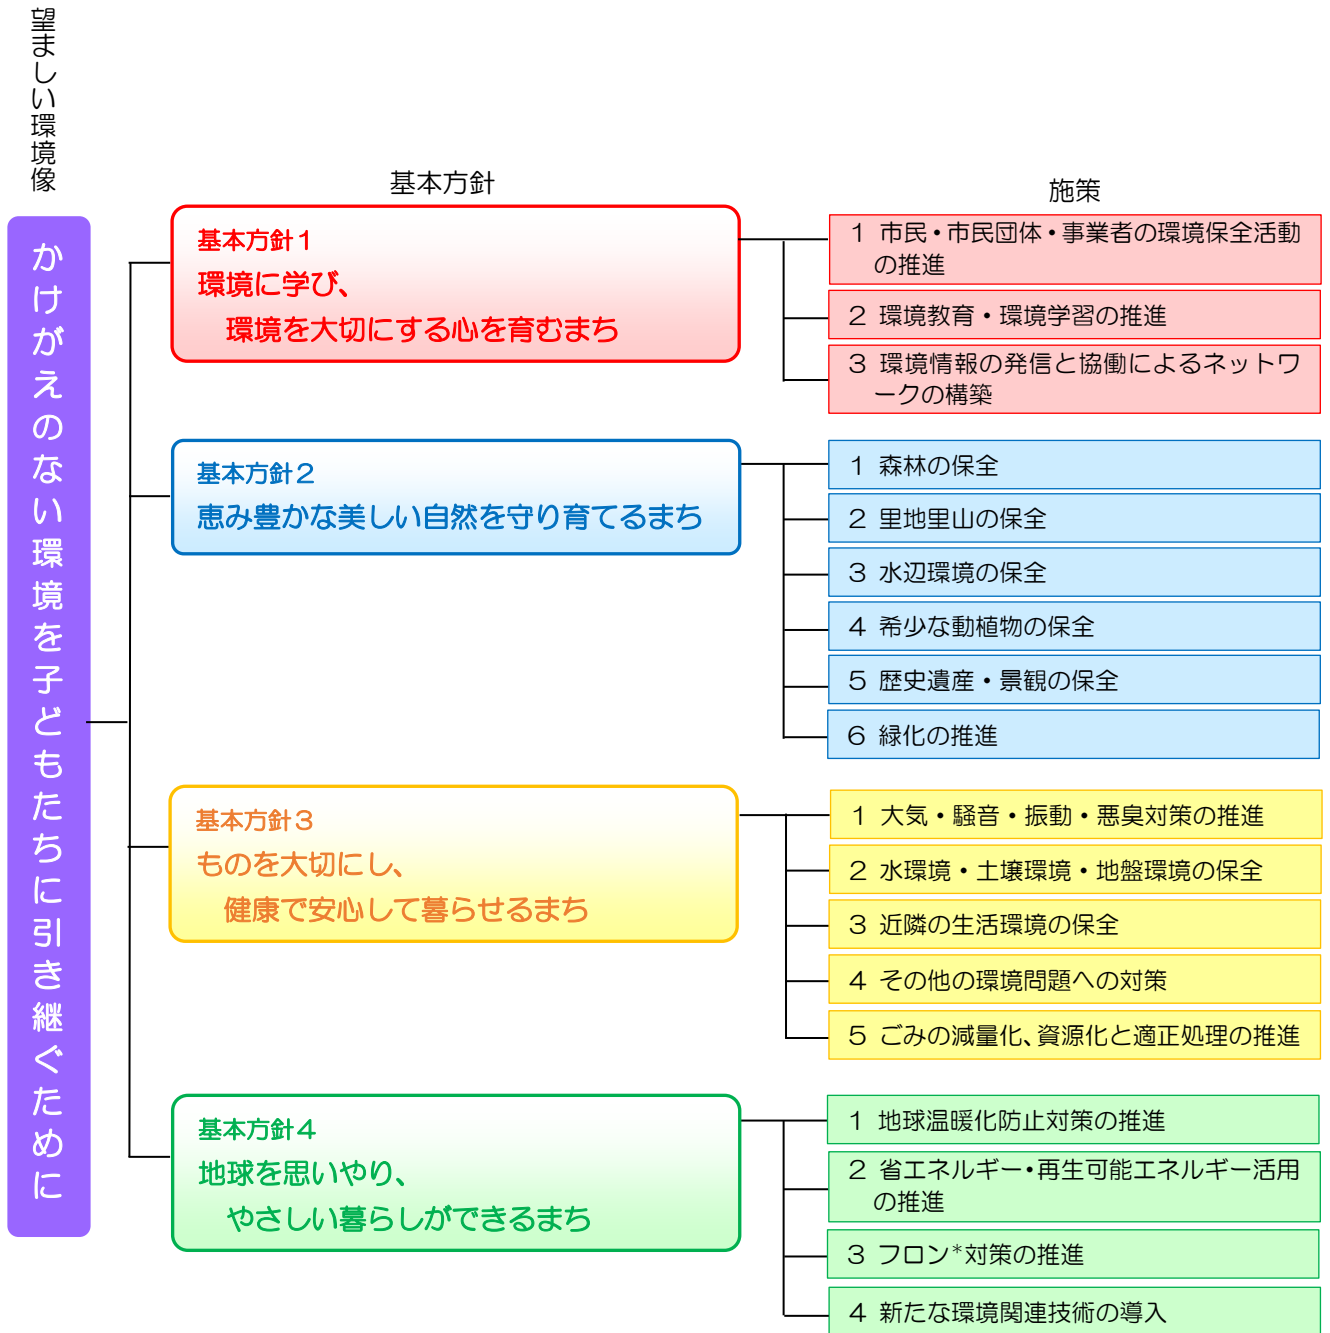 望ましい環境像
かけがえのない環境を子どもたちに引き継ぐために
基本方針
施策
基本方針１
環境に学び、
環境を大切にする心を育むまち
１ 市民・市民団体・事業者の環境保全活動
の推進
２ 環境教育・環境学習の推進
３ 環境情報の発信と協働によるネットワ
ークの構築
基本方針２
恵み豊かな美しい自然を守り育てるまち
１ 森林の保全
２ 里地里山の保全
３ 水辺環境の保全
４ 希少な動植物の保全
５ 歴史遺産・景観の保全
６ 緑化の推進
基本方針３
ものを大切にし、
健康で安心して暮らせるまち
１ 大気・騒音・振動・悪臭対策の推進
２ 水環境・土壌環境・地盤環境の保全
３ 近隣の生活環境の保全
４ その他の環境問題への対策
５ ごみの減量化、資源化と適正処理の推進
基本方針４
地球を思いやり、
やさしい暮らしができるまち
１ 地球温暖化防止対策の推進
２ 省エネルギー・再生可能エネルギー活用
の推進
３ フロン*対策の推進
４ 新たな環境関連技術の導入